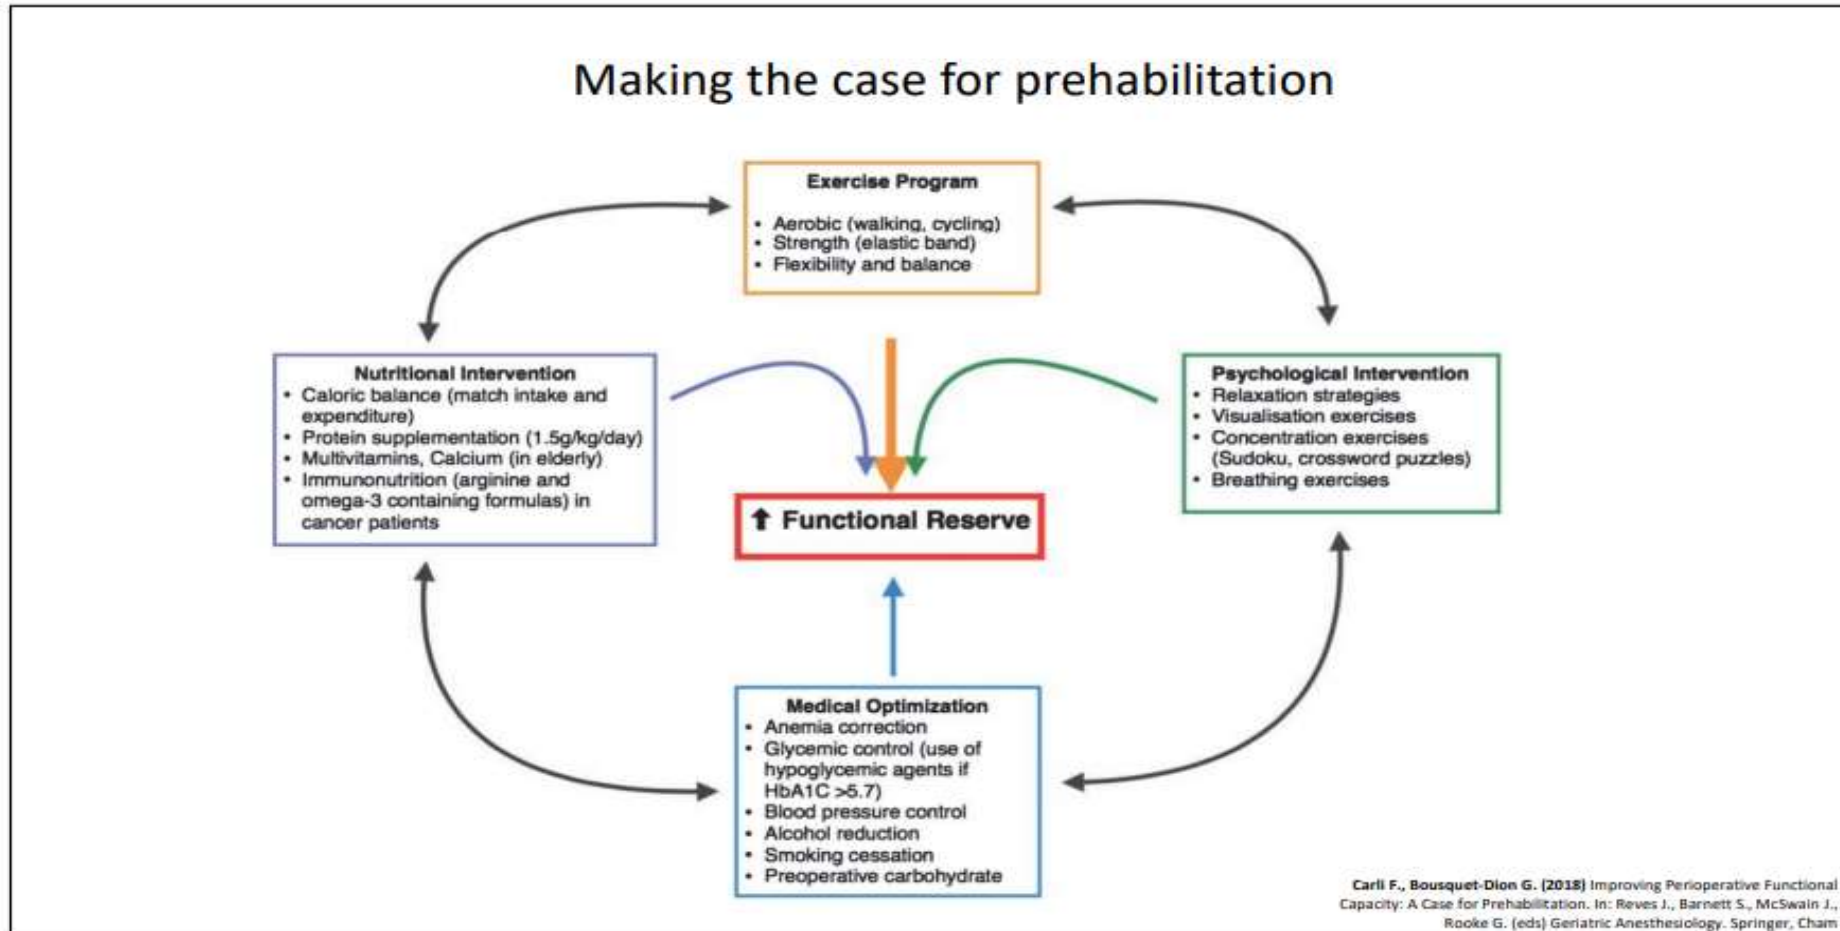 Making the case for prehabilitation
Exercise Program
• Aerobic (walking, cycling)
• Strength (elastic band)
• Flexibility and balance
Nutritional Intervention
• Caloric balance (match intake and
expenditure)
• Protein supplementation (1.5g/kg/day)
• Multivitamins, Calcium (in elderly)
• Immunonutrition (arginine and
omega-3 containing formulas) in
cancer patients
Psychological Intervention
• Relaxation strategies
• Visualisation exercises
• Concentration exercises
(Sudoku, crossword puzzles)
• Breathing exercises
⬆ Functional Reserve
Medical Optimization
• Anemia correction
• Glycemic control (use of
hypoglycemic agents if
HbA1C >5.7)
• Blood pressure control
• Alcohol reduction
• Smoking cessation
• Preoperative carbohydrate
Carli F., Bousquet-Dion G. (2018) Improving Perioperative Functional
Capacity: A Case for Prehabilitation. In: Reves J., Barnett S., McSwain J.,
Rooke G. (eds) Geriatric Anesthesiology. Springer, Cham